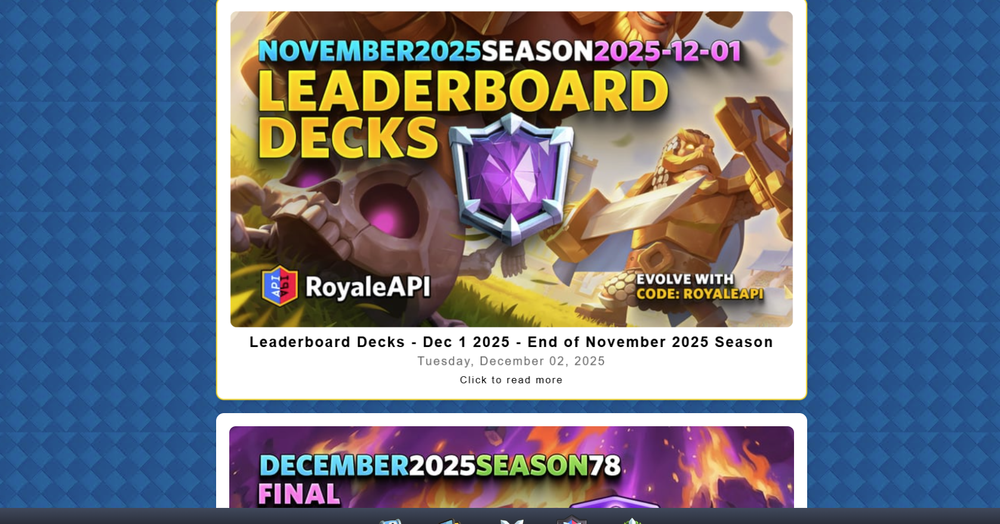 NOVEMBER2025SEASON2025-12-01
LEADERBOARD
DECKS
API
API
RoyaleAPI
EVOLVE WITH
CODE: ROYALEAPI
Leaderboard Decks - Dec 1 2025 - End of November 2025 Season
Tuesday, December 02, 2025
Click to read more
DECEMBER2025SEASON78
FINAL